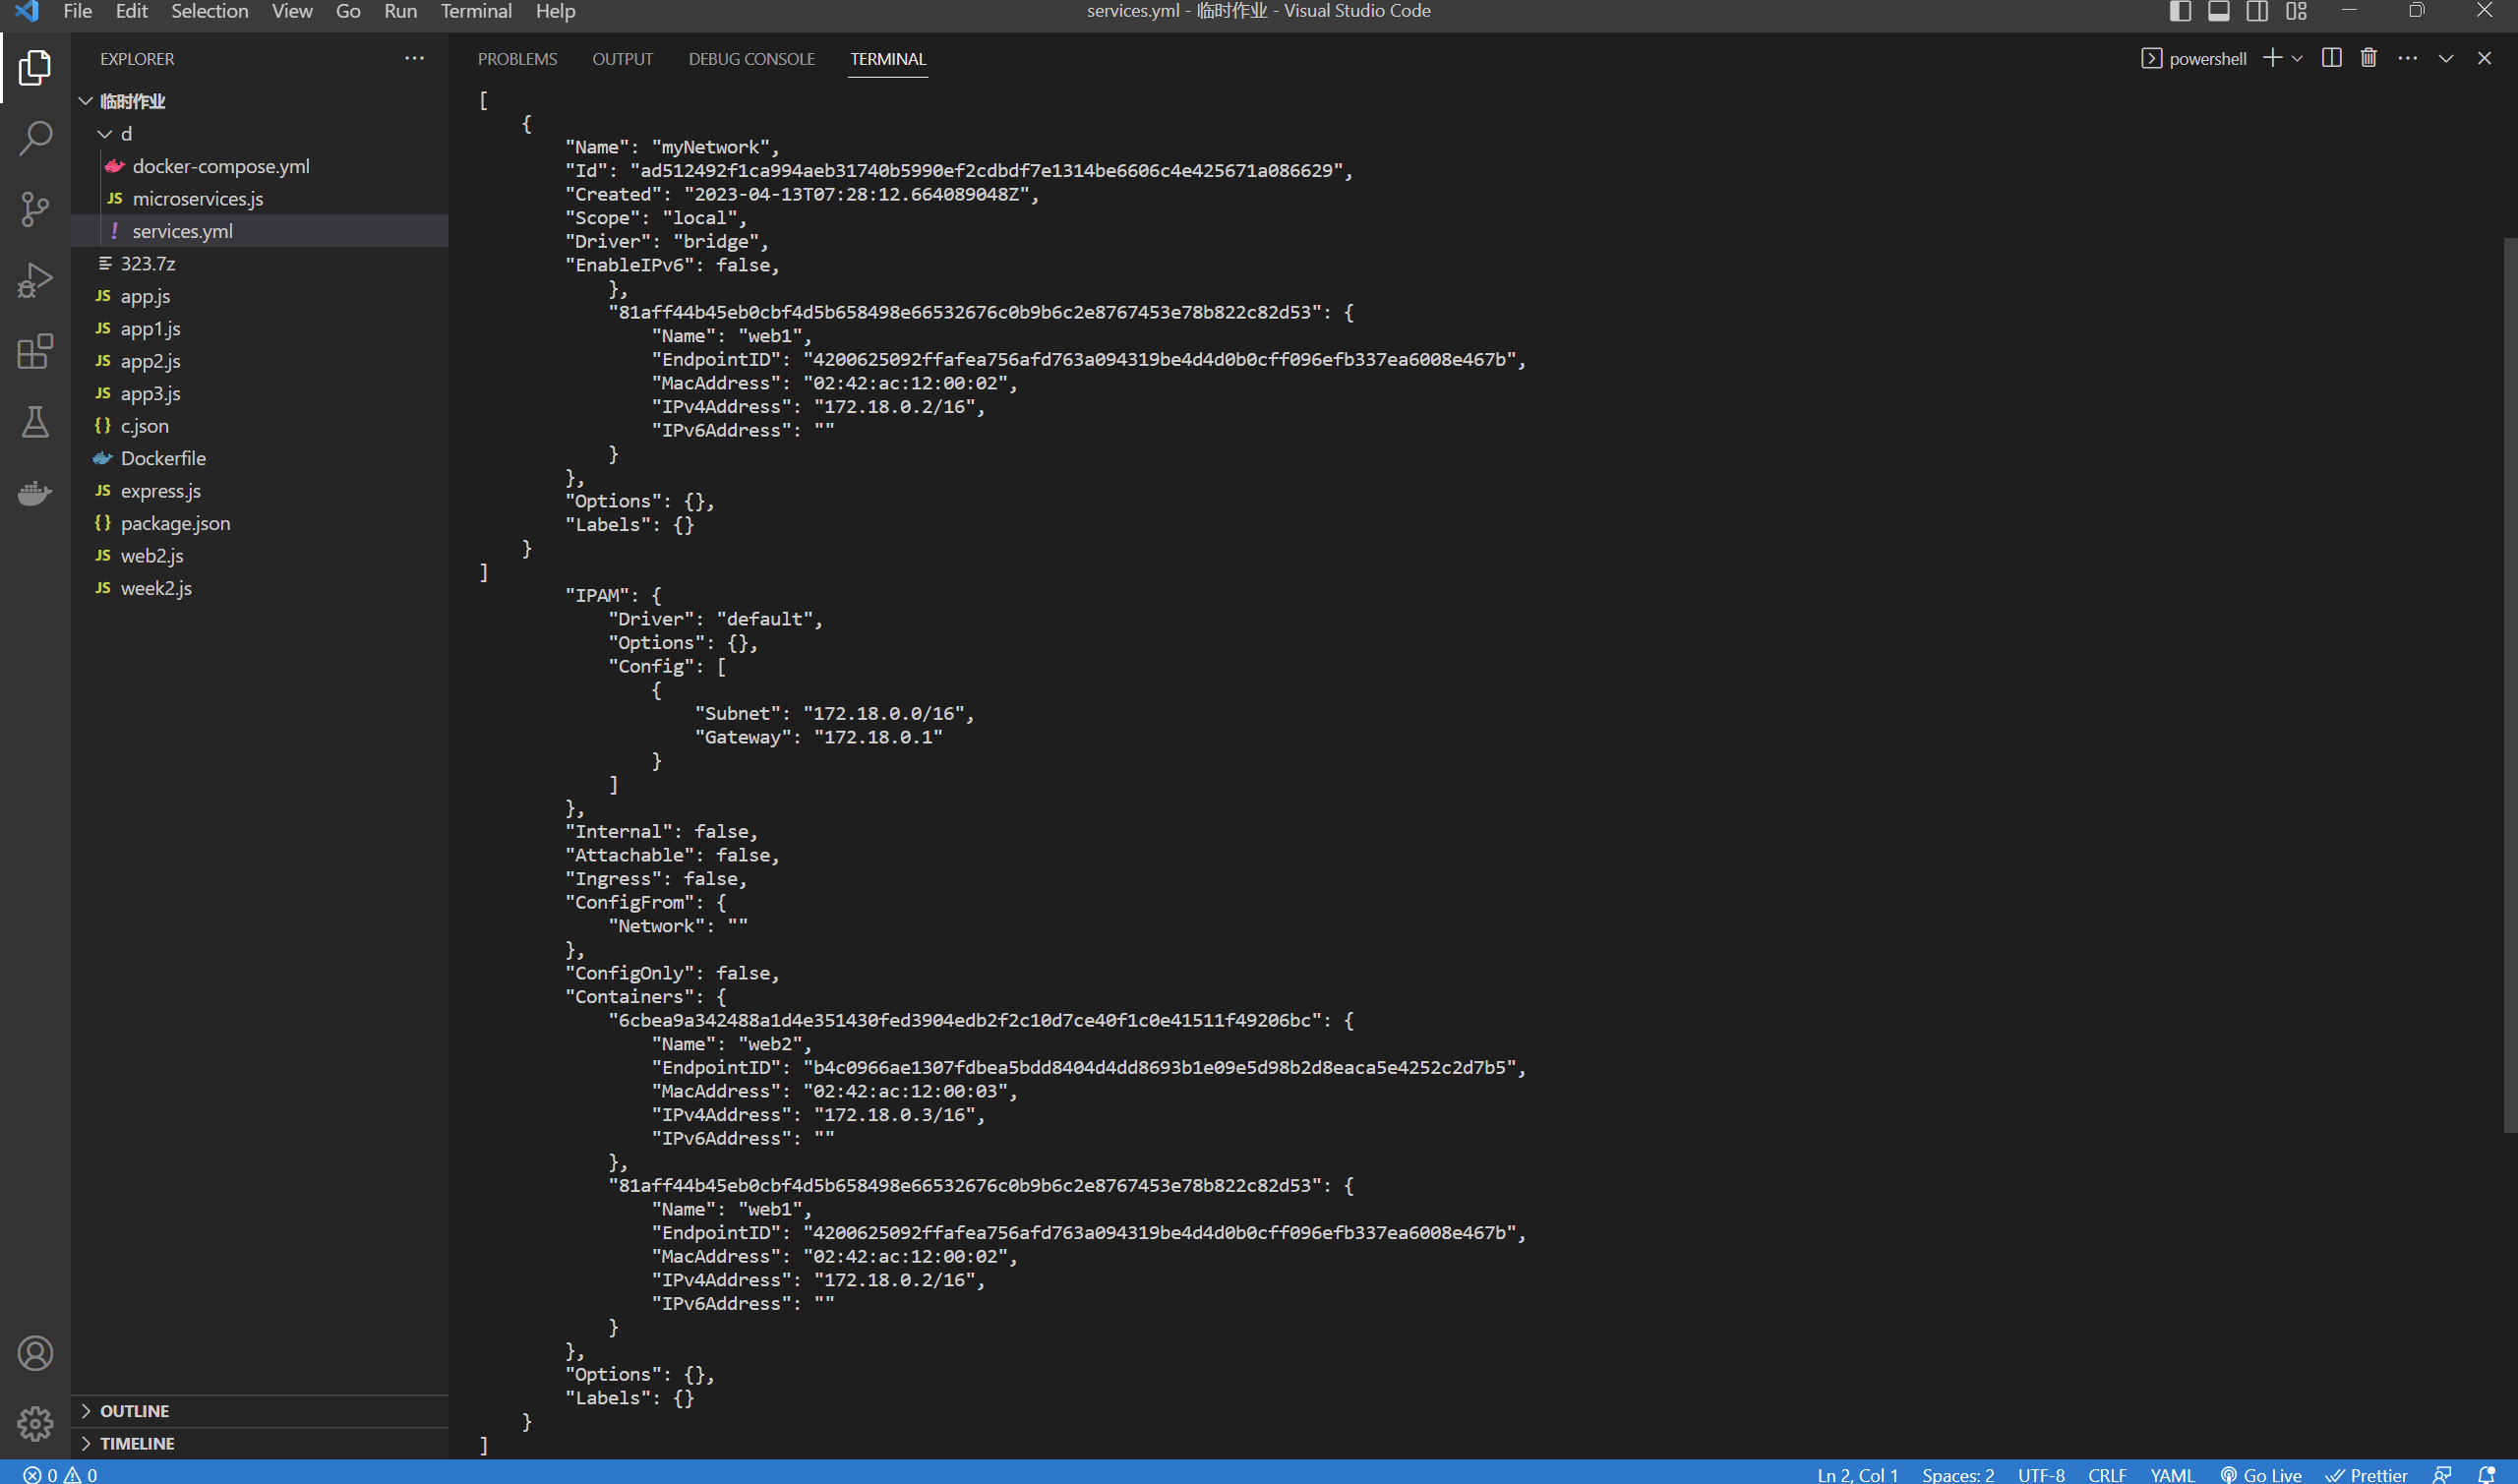 File Edit Selection View Go Run Terminal Help
services.yml - 临时作业 - Visual Studio Code
EXPLORER
临时作业
d
docker-compose.yml
JS microservices.js
! services.yml
323.7z
JS app.js
JS app1.js
JS app2.js
JS app3.js
{} c.json
Dockerfile
JS express.js
{} package.json
JS web2.js
JS week2.js
OUTLINE
TIMELINE
PROBLEMS OUTPUT DEBUG CONSOLE TERMINAL
powershell
[
    {
        "Name": "myNetwork",
        "Id": "ad512492f1ca994aeb31740b5990ef2cdbdf7e1314be6606c4e425671a086629",
        "Created": "2023-04-13T07:28:12.664089048Z",
        "Scope": "local",
        "Driver": "bridge",
        "EnableIPv6": false,
            },
            "81aff44b45eb0cbf4d5b658498e66532676c0b9b6c2e8767453e78b822c82d53": {
                "Name": "web1",
                "EndpointID": "4200625092ffafea756afd763a094319be4d4d0b0cff096efb337ea6008e467b",
                "MacAddress": "02:42:ac:12:00:02",
                "IPv4Address": "172.18.0.2/16",
                "IPv6Address": ""
            }
        },
        "Options": {},
        "Labels": {}
    }
]
        "IPAM": {
            "Driver": "default",
            "Options": {},
            "Config": [
                {
                    "Subnet": "172.18.0.0/16",
                    "Gateway": "172.18.0.1"
                }
            ]
        },
        "Internal": false,
        "Attachable": false,
        "Ingress": false,
        "ConfigFrom": {
            "Network": ""
        },
        "ConfigOnly": false,
        "Containers": {
            "6cbea9a342488a1d4e351430fed3904edb2f2c10d7ce40f1c0e41511f49206bc": {
                "Name": "web2",
                "EndpointID": "b4c0966ae1307fdbea5bdd8404d4dd8693b1e09e5d98b2d8eaca5e4252c2d7b5",
                "MacAddress": "02:42:ac:12:00:03",
                "IPv4Address": "172.18.0.3/16",
                "IPv6Address": ""
            },
            "81aff44b45eb0cbf4d5b658498e66532676c0b9b6c2e8767453e78b822c82d53": {
                "Name": "web1",
                "EndpointID": "4200625092ffafea756afd763a094319be4d4d0b0cff096efb337ea6008e467b",
                "MacAddress": "02:42:ac:12:00:02",
                "IPv4Address": "172.18.0.2/16",
                "IPv6Address": ""
            }
        },
        "Options": {},
        "Labels": {}
    }
]
0 0
Ln 2, Col 1 Spaces: 2 UTF-8 CRLF YAML Go Live Prettier